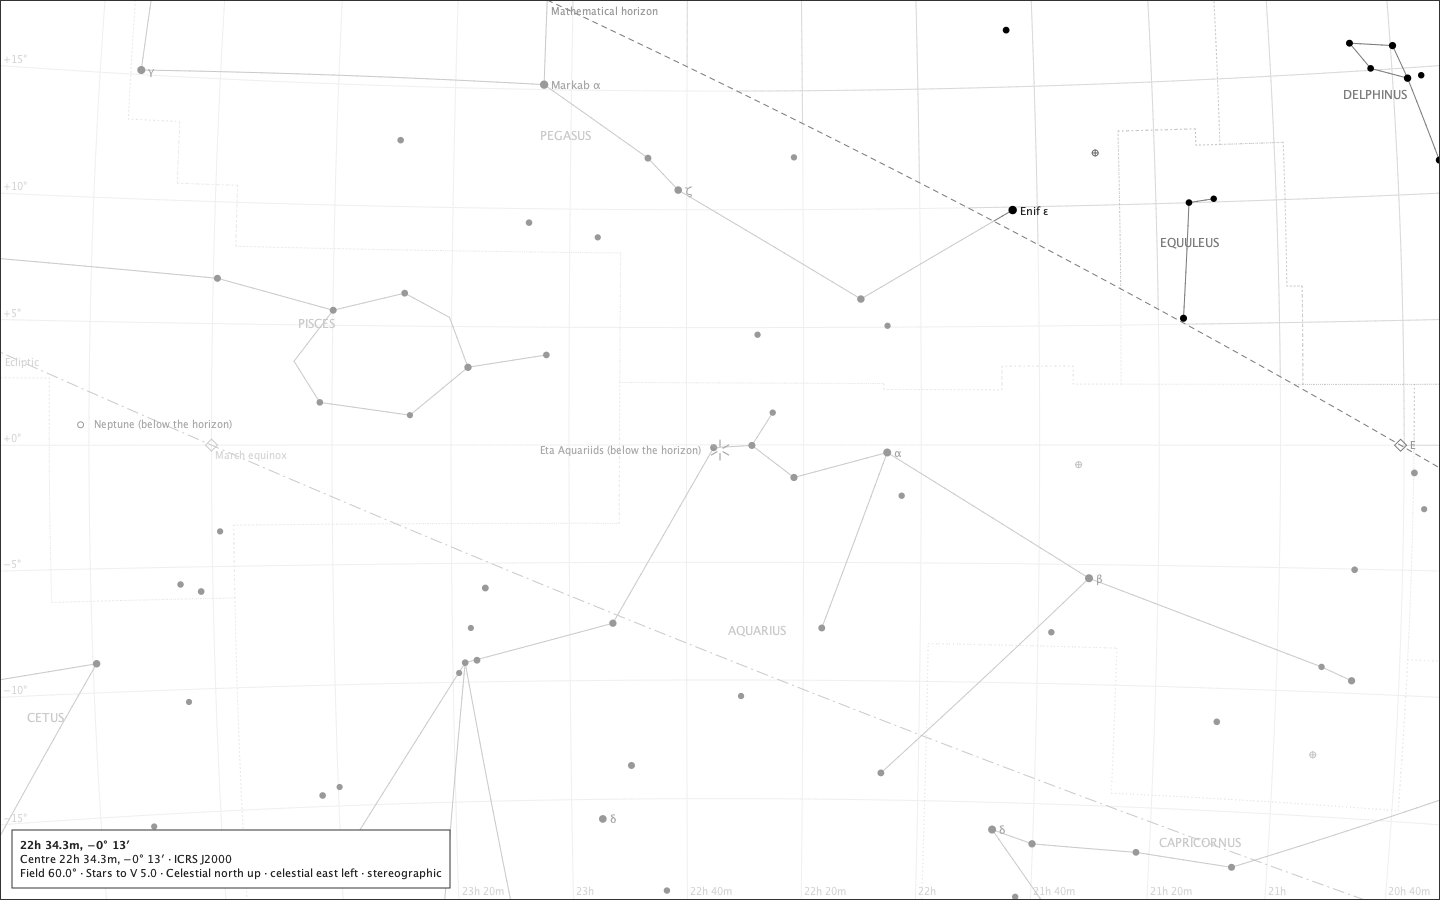 Mathematical horizon
+15°
γ
Markab α
DELPHINUS
PEGASUS
+10°
ζ
Enif ε
EQUULEUS
+5°
PISCES
Ecliptic
Neptune (below the horizon)
+0°
March equinox
Eta Aquariids (below the horizon)
α
E
−5°
β
AQUARIUS
−10°
CETUS
−15°
δ
δ
CAPRICORNUS
22h 34.3m, −0° 13′
Centre 22h 34.3m, −0° 13′ · ICRS J2000
Field 60.0° · Stars to V 5.0 · Celestial north up · celestial east left · stereographic
23h 20m
23h
22h 40m
22h 20m
22h
21h 40m
21h 20m
21h
20h 40m